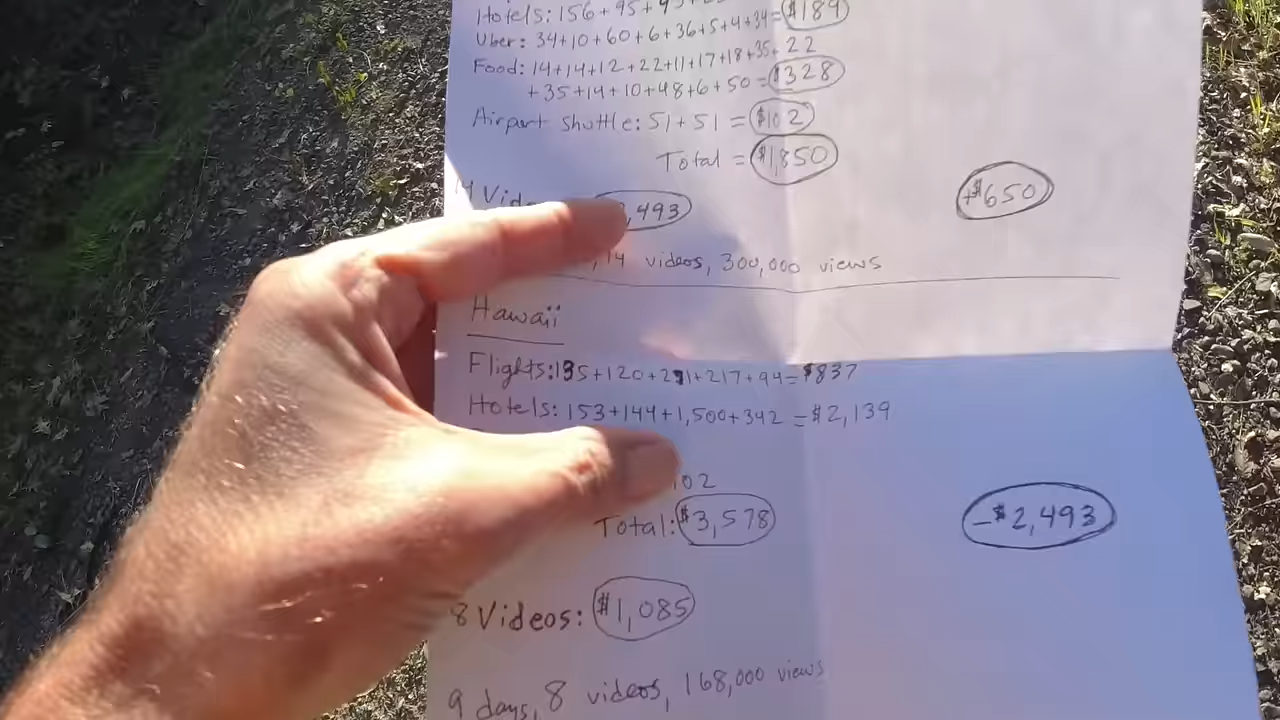 Hotels: 156+95+ =$189
Uber: 34+10+60+6+36+5+4+34=
Food: 14+14+12+22+11+17+18+35+22
+35+14+10+48+6+50=$328
Airport Shuttle: 51+51 = $102
Total = $1,850
+$650
14 ,493
, 14 videos, 300,000 views
Hawaii
Flights: 135+120+271+217+94=$837
Hotels: 153+144+1,500+342 =$2,139
102
Total: $3,578
-$2,493
8 Videos: $1,085
9 days, 8 videos, 168,000 views